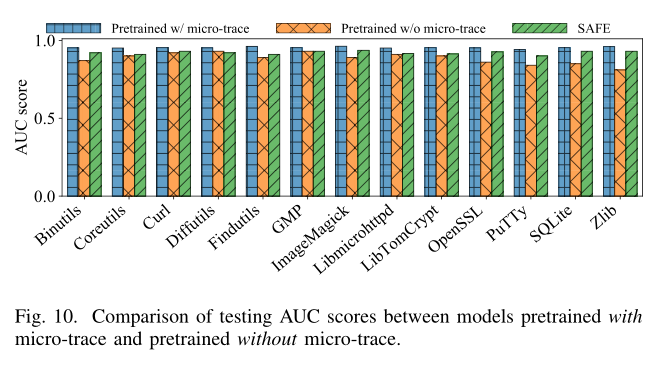 Pretrained w/ micro-trace Pretrained w/o micro-trace SAFE
1.0
0.5
0.0
AUC score
Binutils
Coreutils
Curl
Diffutils
Findutils
GMP
ImageMagick
Libmicrohttpd
LibTomCrypt
OpenSSL
PuTTy
SQLite
Zlib
Fig. 10. Comparison of testing AUC scores between models pretrained with
micro-trace and pretrained without micro-trace.